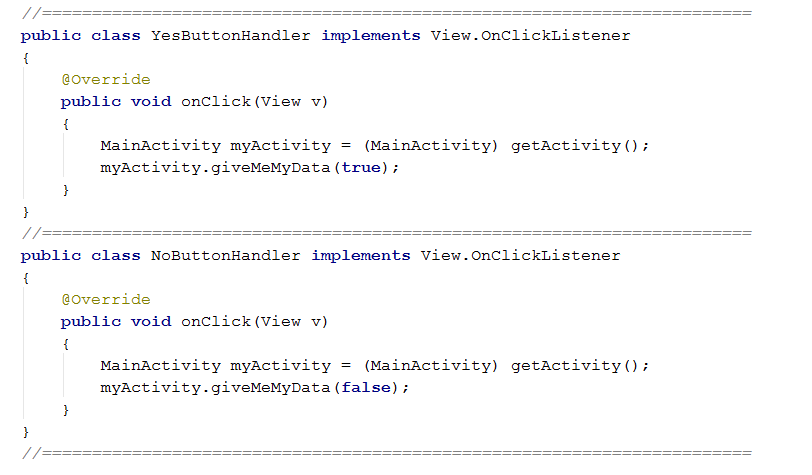 //=======================================================================
public class YesButtonHandler implements View.OnClickListener
{
    @Override
    public void onClick(View v)
    {
        MainActivity myActivity = (MainActivity) getActivity();
        myActivity.giveMeMyData(true);
    }
}
//=======================================================================
public class NoButtonHandler implements View.OnClickListener
{
    @Override
    public void onClick(View v)
    {
        MainActivity myActivity = (MainActivity) getActivity();
        myActivity.giveMeMyData(false);
    }
}
//=======================================================================